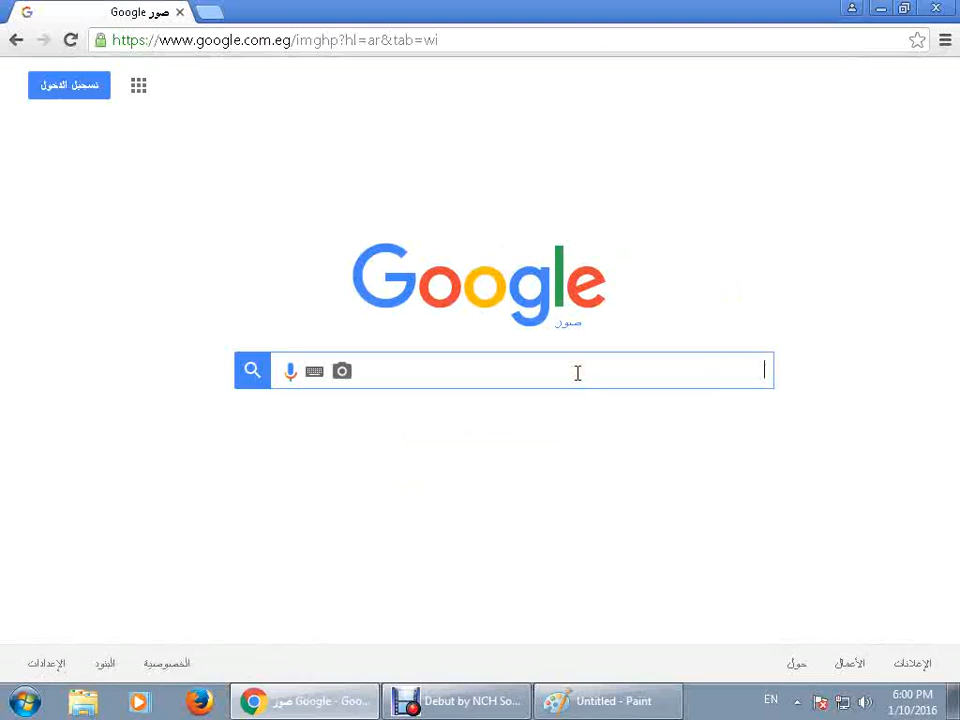 Google صور
https://www.google.com.eg/imghp?hl=ar&tab=wi
تسجيل الدخول
Google
صور
الإعلانات
الأعمال
حول
الخصوصية
البنود
الإعدادات
صور Google - Goo...
Debut by NCH So...
Untitled - Paint
EN
6:00 PM
1/10/2016